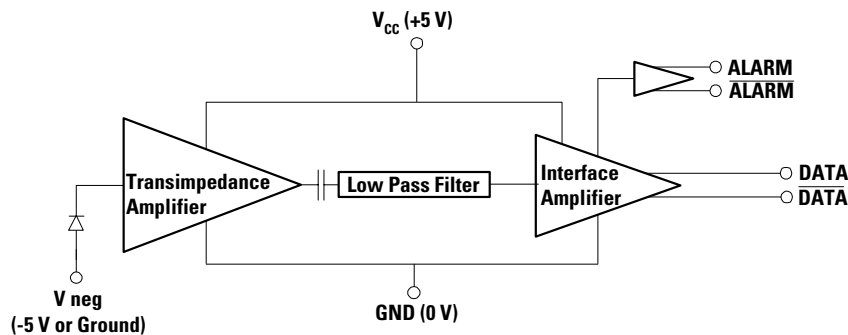 V_CC (+5 V)
ALARM
ALARM
Transimpedance
Amplifier
Low Pass Filter
Interface
Amplifier
DATA
DATA
V neg
(-5 V or Ground)
GND (0 V)